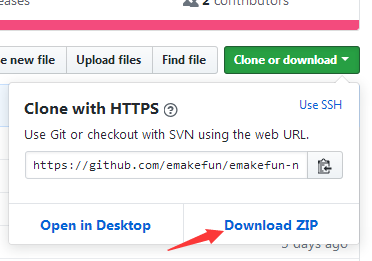 2 contributors
new file
Upload files
Find file
Clone or download
Clone with HTTPS
Use SSH
Use Git or checkout with SVN using the web URL.
https://github.com/emakefun/emakefun-n
Open in Desktop
Download ZIP
days ago